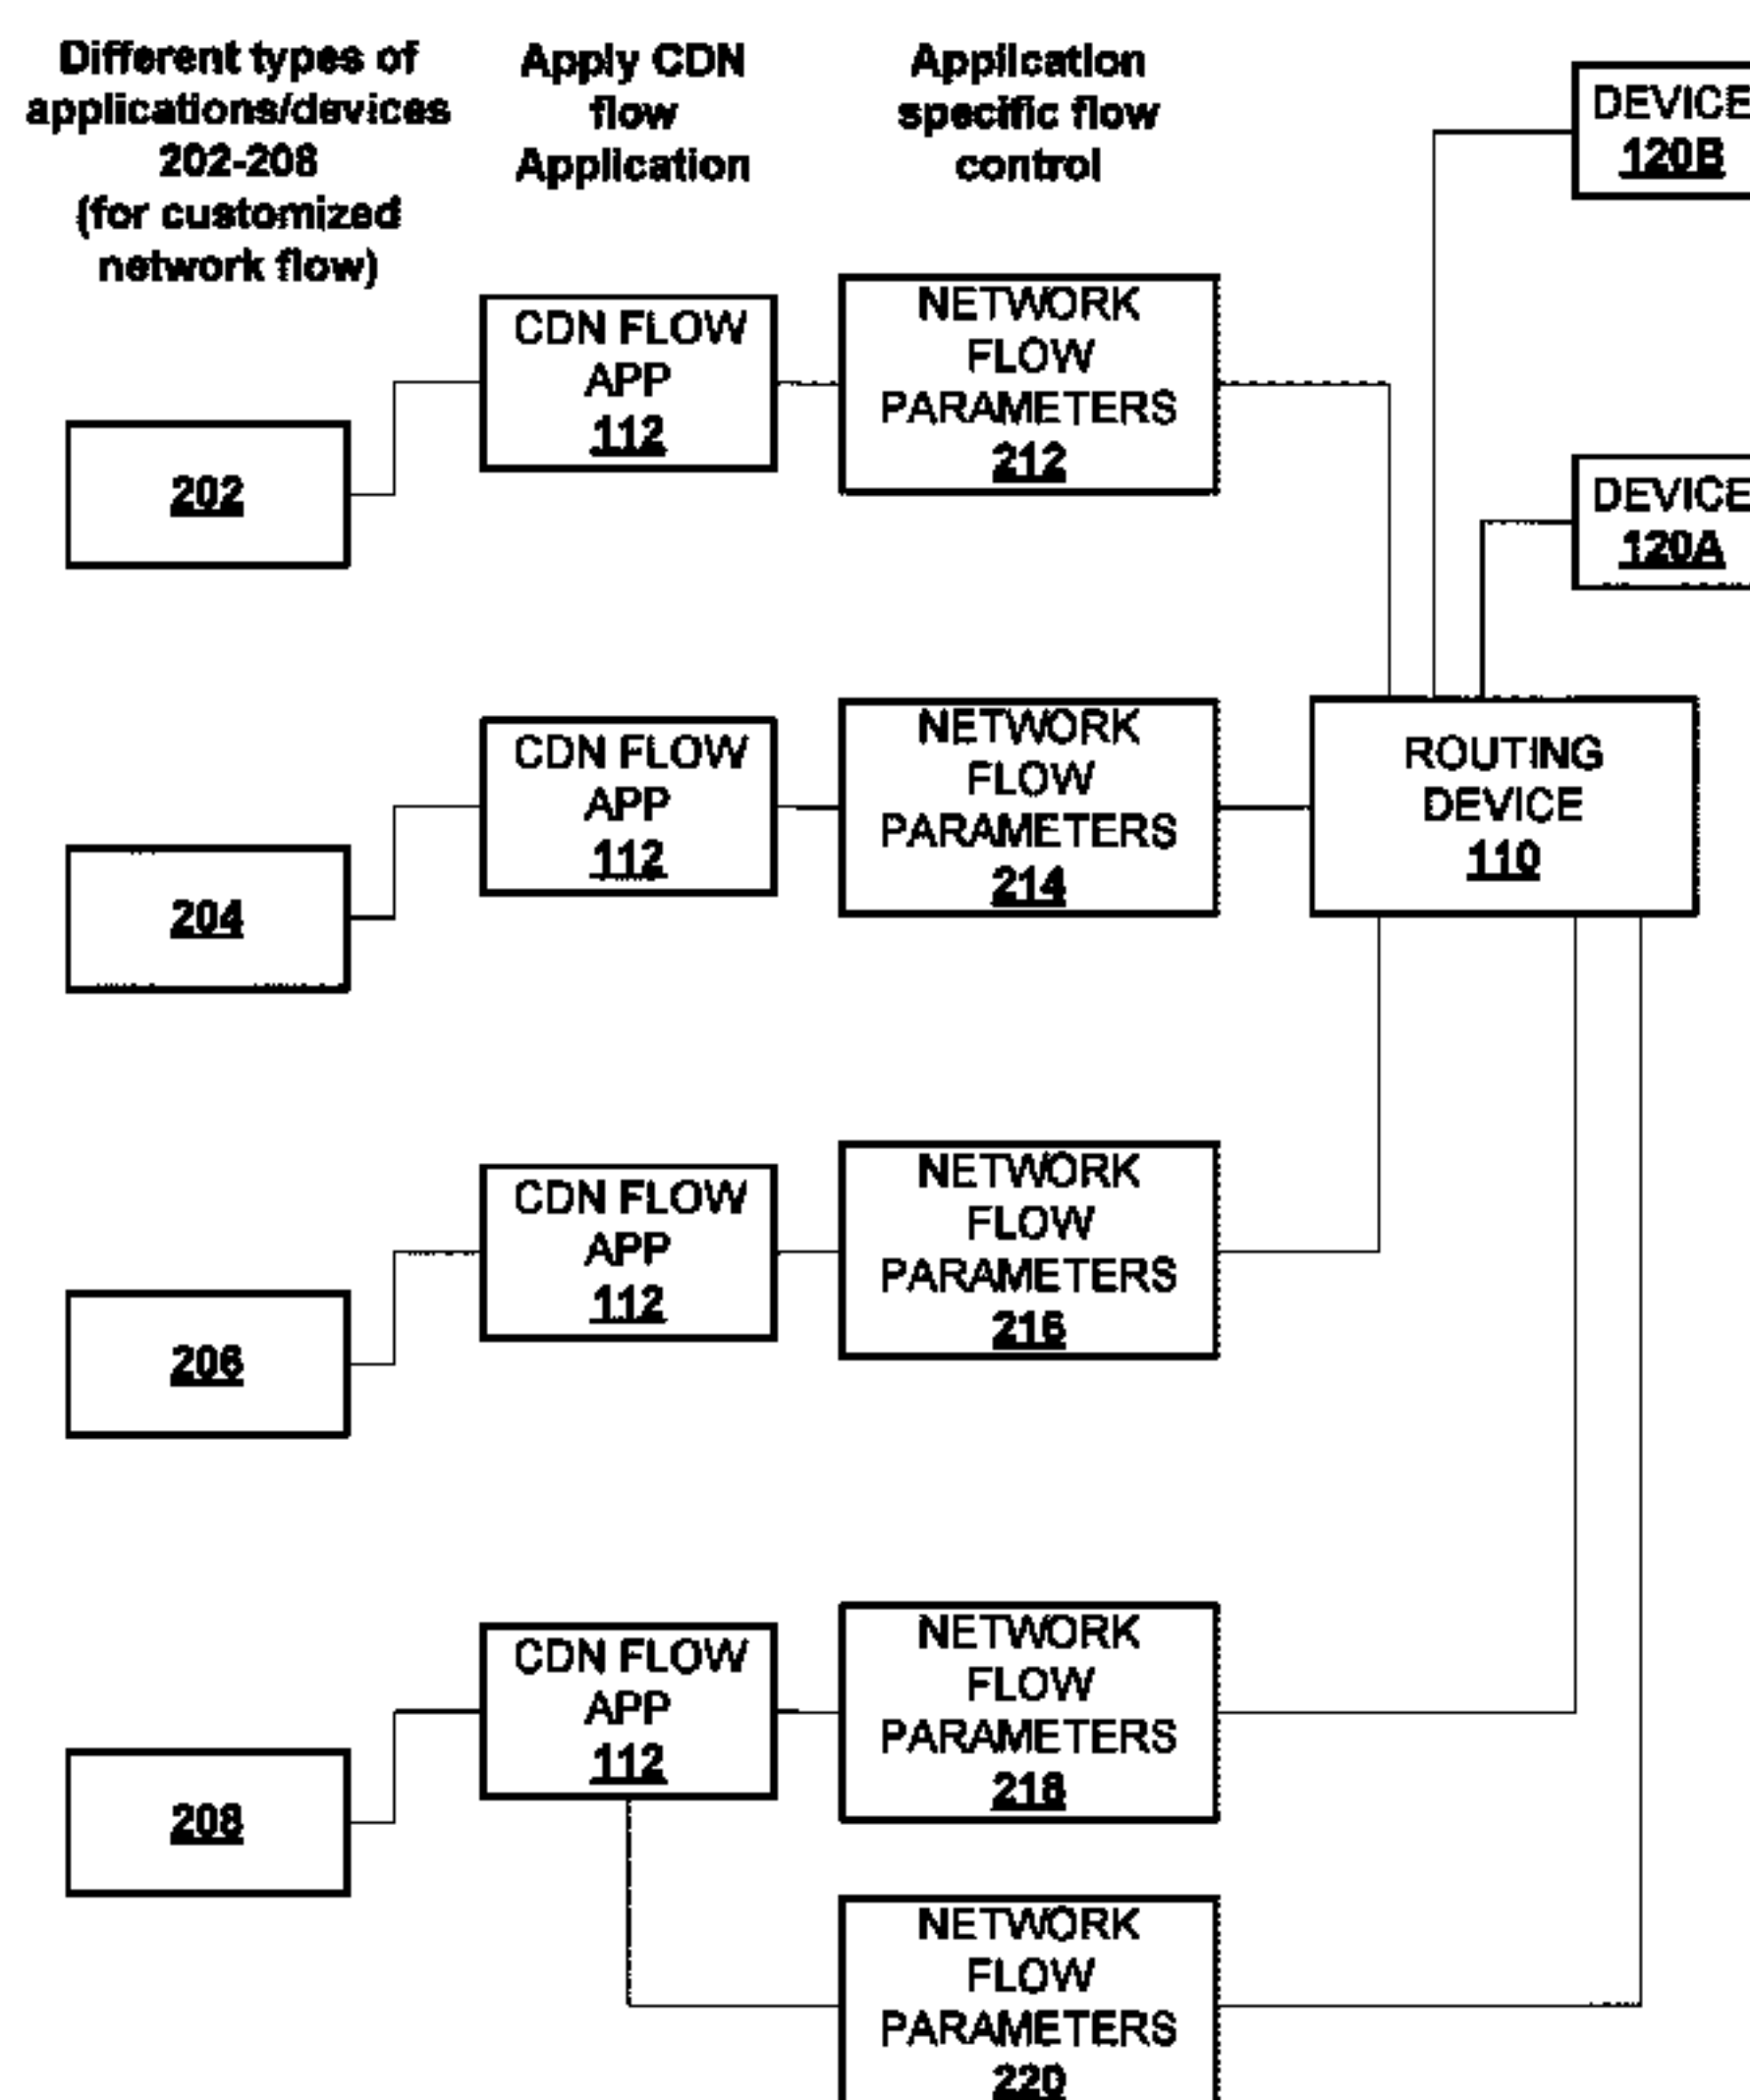 Different types of
applications/devices
202-208
(for customized
network flow)
Apply CDN
flow
Application
Application
specific flow
control
DEVICE
120B
CDN FLOW
APP
112
NETWORK
FLOW
PARAMETERS
212
202
DEVICE
120A
CDN FLOW
APP
112
NETWORK
FLOW
PARAMETERS
214
ROUTING
DEVICE
110
204
CDN FLOW
APP
112
NETWORK
FLOW
PARAMETERS
216
206
CDN FLOW
APP
112
NETWORK
FLOW
PARAMETERS
218
208
NETWORK
FLOW
PARAMETERS
220